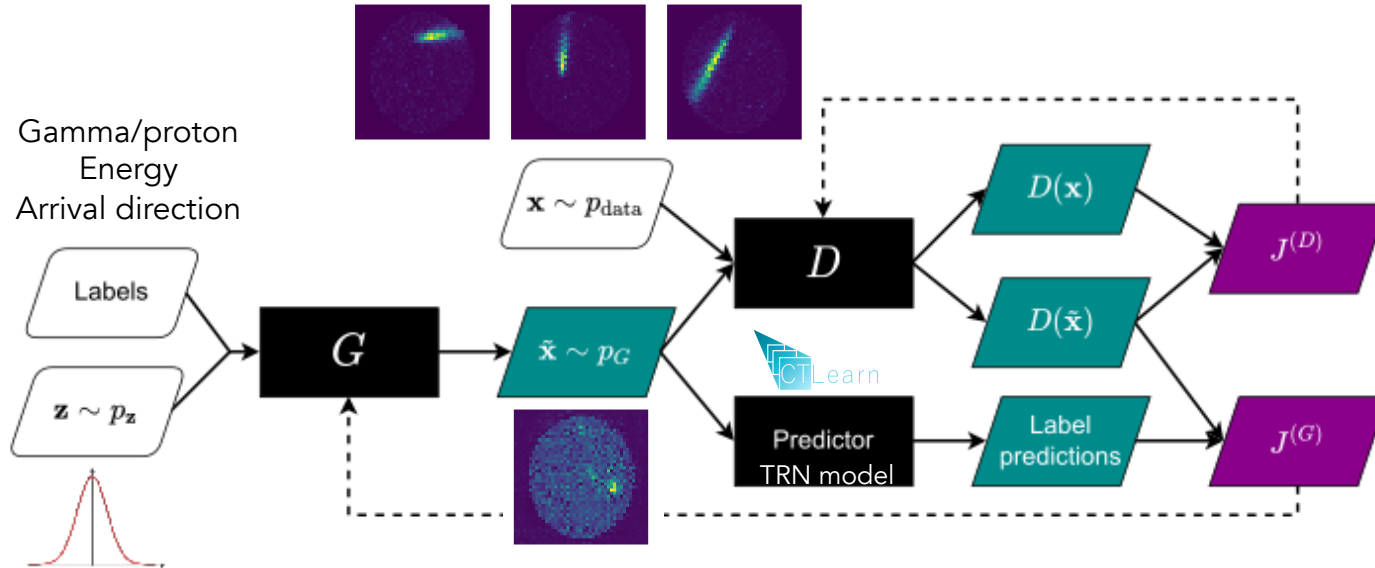 Gamma/proton
Energy
Arrival direction
Labels
z ∼ p_z
G
x ∼ p_data
x̃ ∼ p_G
D
CTLearn
Predictor
TRN model
D(x)
D(x̃)
Label
predictions
J^(D)
J^(G)